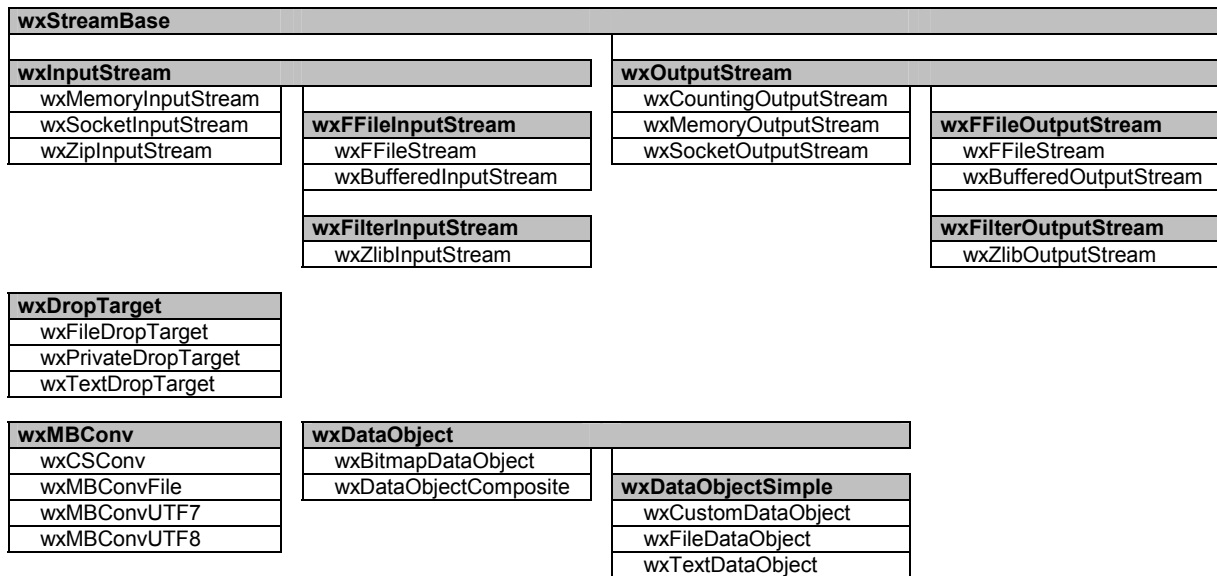 wxStreamBase
wxInputStream
wxMemoryInputStream
wxSocketInputStream
wxZipInputStream
wxFFileInputStream
wxFFileStream
wxBufferedInputStream
wxFilterInputStream
wxZlibInputStream
wxOutputStream
wxCountingOutputStream
wxMemoryOutputStream
wxSocketOutputStream
wxFFileOutputStream
wxFFileStream
wxBufferedOutputStream
wxFilterOutputStream
wxZlibOutputStream
wxDropTarget
wxFileDropTarget
wxPrivateDropTarget
wxTextDropTarget
wxMBConv
wxCSConv
wxMBConvFile
wxMBConvUTF7
wxMBConvUTF8
wxDataObject
wxBitmapDataObject
wxDataObjectComposite
wxDataObjectSimple
wxCustomDataObject
wxFileDataObject
wxTextDataObject